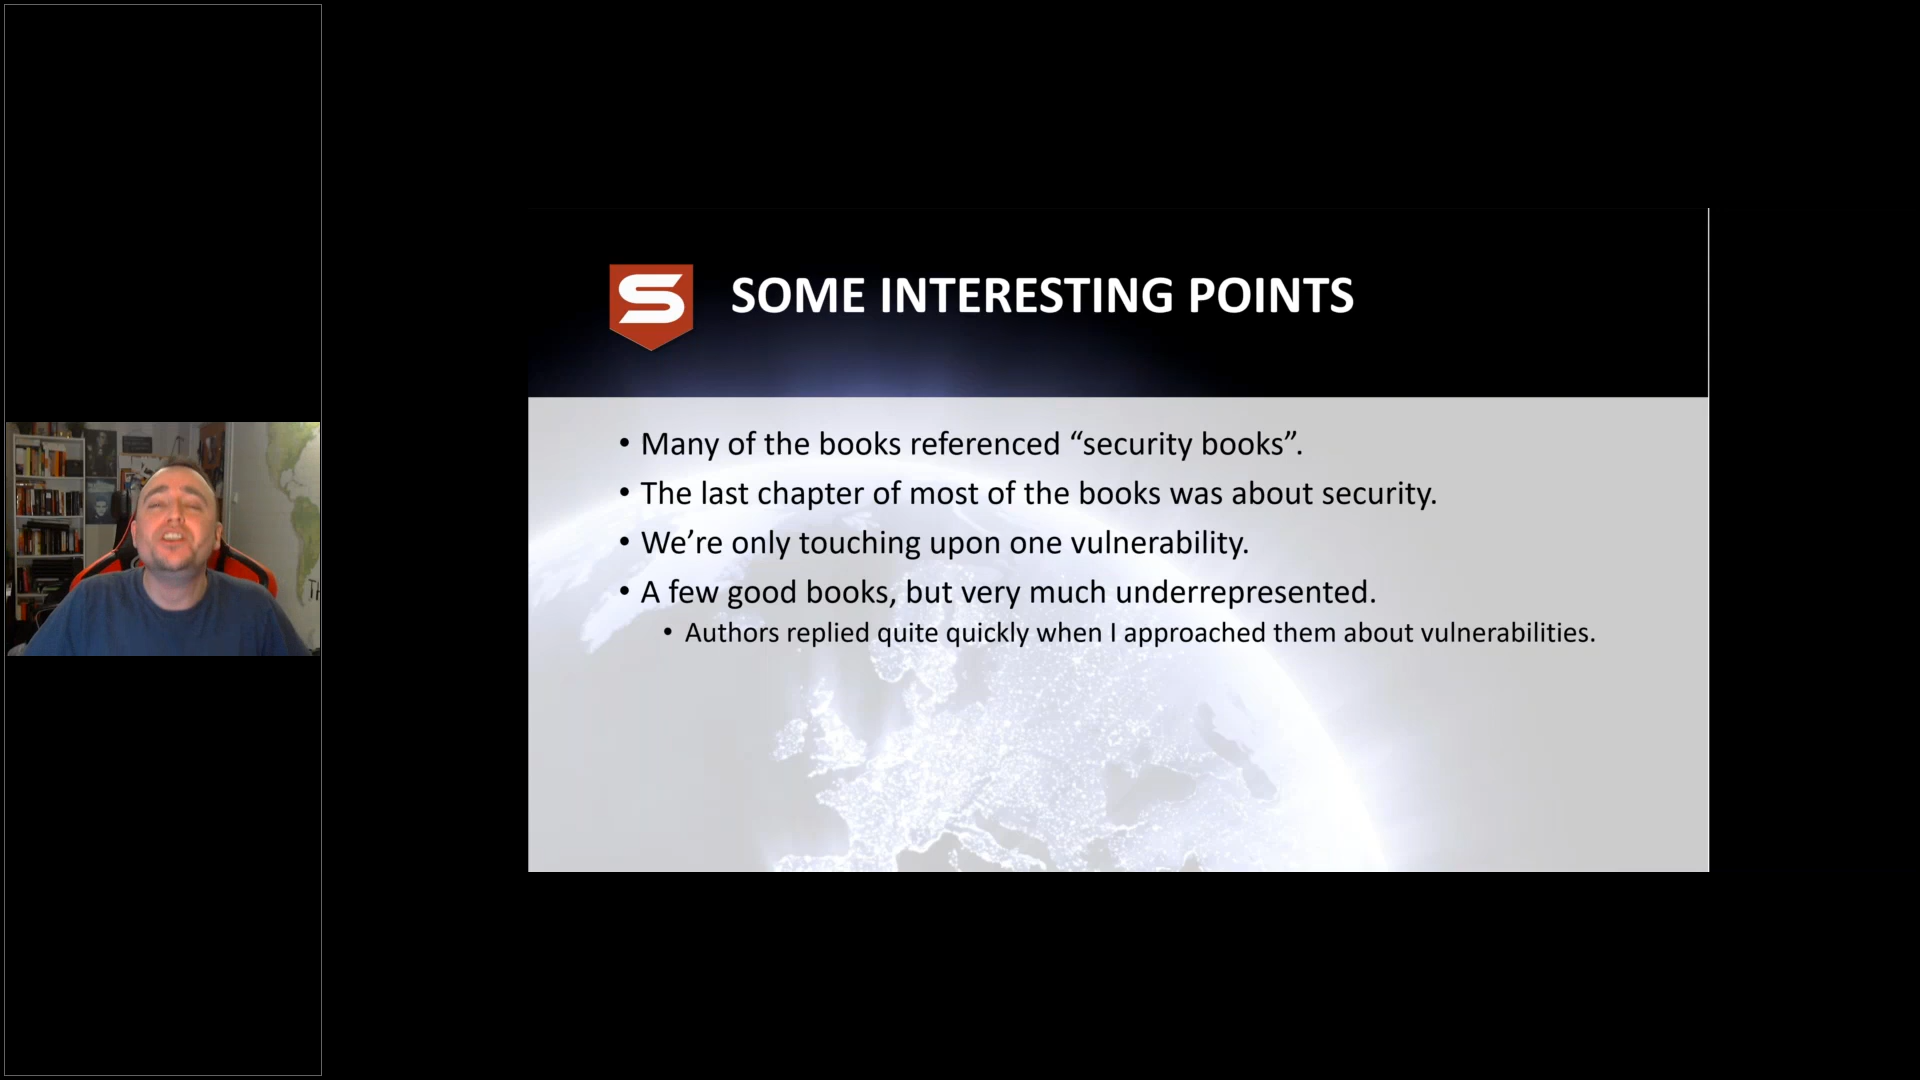 SOME INTERESTING POINTS
• Many of the books referenced “security books”.
• The last chapter of most of the books was about security.
• We’re only touching upon one vulnerability.
• A few good books, but very much underrepresented.
• Authors replied quite quickly when I approached them about vulnerabilities.